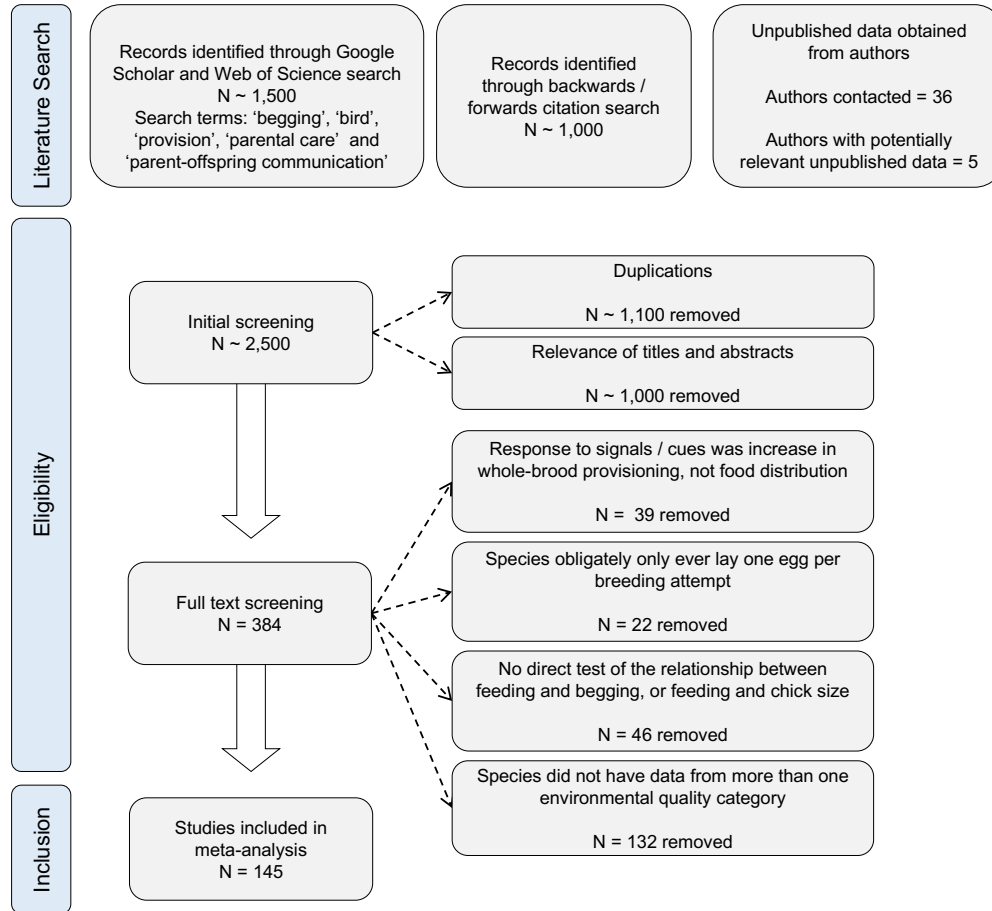 Literature Search
Records identified through Google
Scholar and Web of Science search
N ~ 1,500
Search terms: ‘begging’, ‘bird’,
‘provision’, ‘parental care’ and
‘parent-offspring communication’
Records identified
through backwards /
forwards citation search
N ~ 1,000
Unpublished data obtained
from authors
Authors contacted = 36
Authors with potentially
relevant unpublished data = 5
Eligibility
Initial screening
N ~ 2,500
Duplications
N ~ 1,100 removed
Relevance of titles and abstracts
N ~ 1,000 removed
Full text screening
N = 384
Response to signals / cues was increase in
whole-brood provisioning, not food distribution
N = 39 removed
Species obligately only ever lay one egg per
breeding attempt
N = 22 removed
No direct test of the relationship between
feeding and begging, or feeding and chick size
N = 46 removed
Species did not have data from more than one
environmental quality category
N = 132 removed
Inclusion
Studies included in
meta-analysis
N = 145